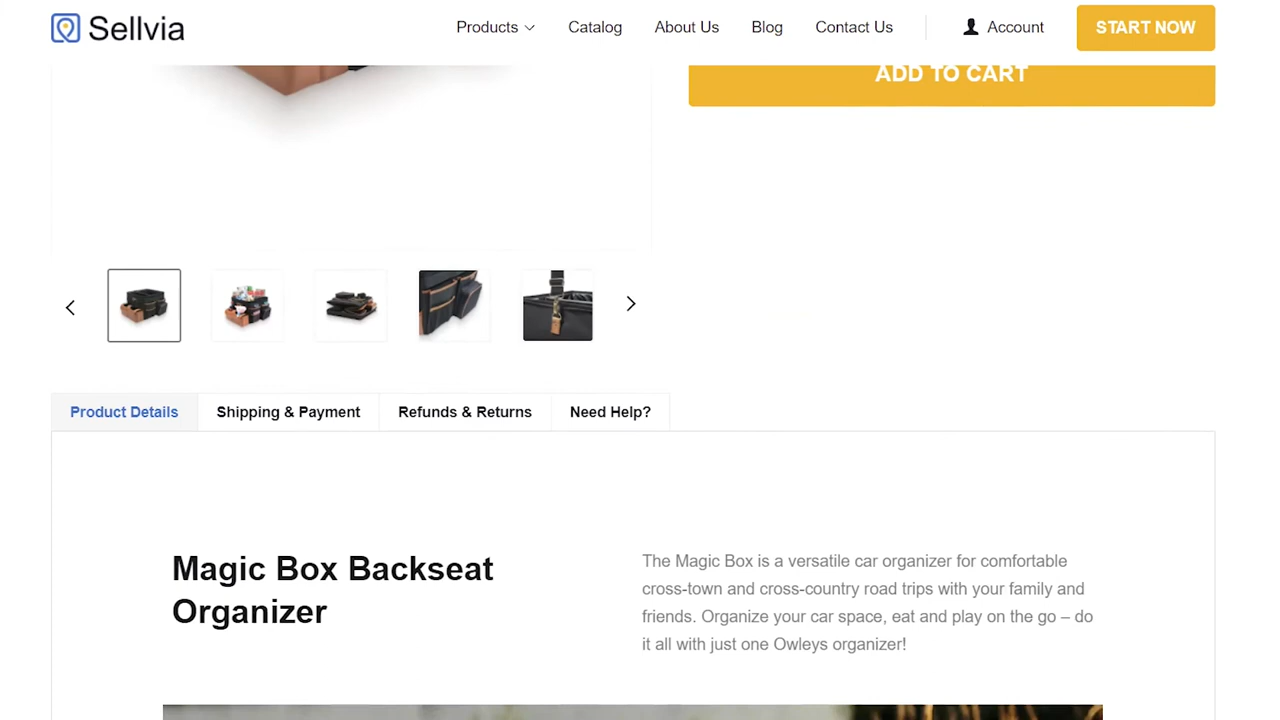 Sellvia
Products
Catalog
About Us
Blog
Contact Us
Account
START NOW
ADD TO CART
Product Details
Shipping & Payment
Refunds & Returns
Need Help?
Magic Box Backseat
Organizer
The Magic Box is a versatile car organizer for comfortable
cross-town and cross-country road trips with your family and
friends. Organize your car space, eat and play on the go – do
it all with just one Owleys organizer!